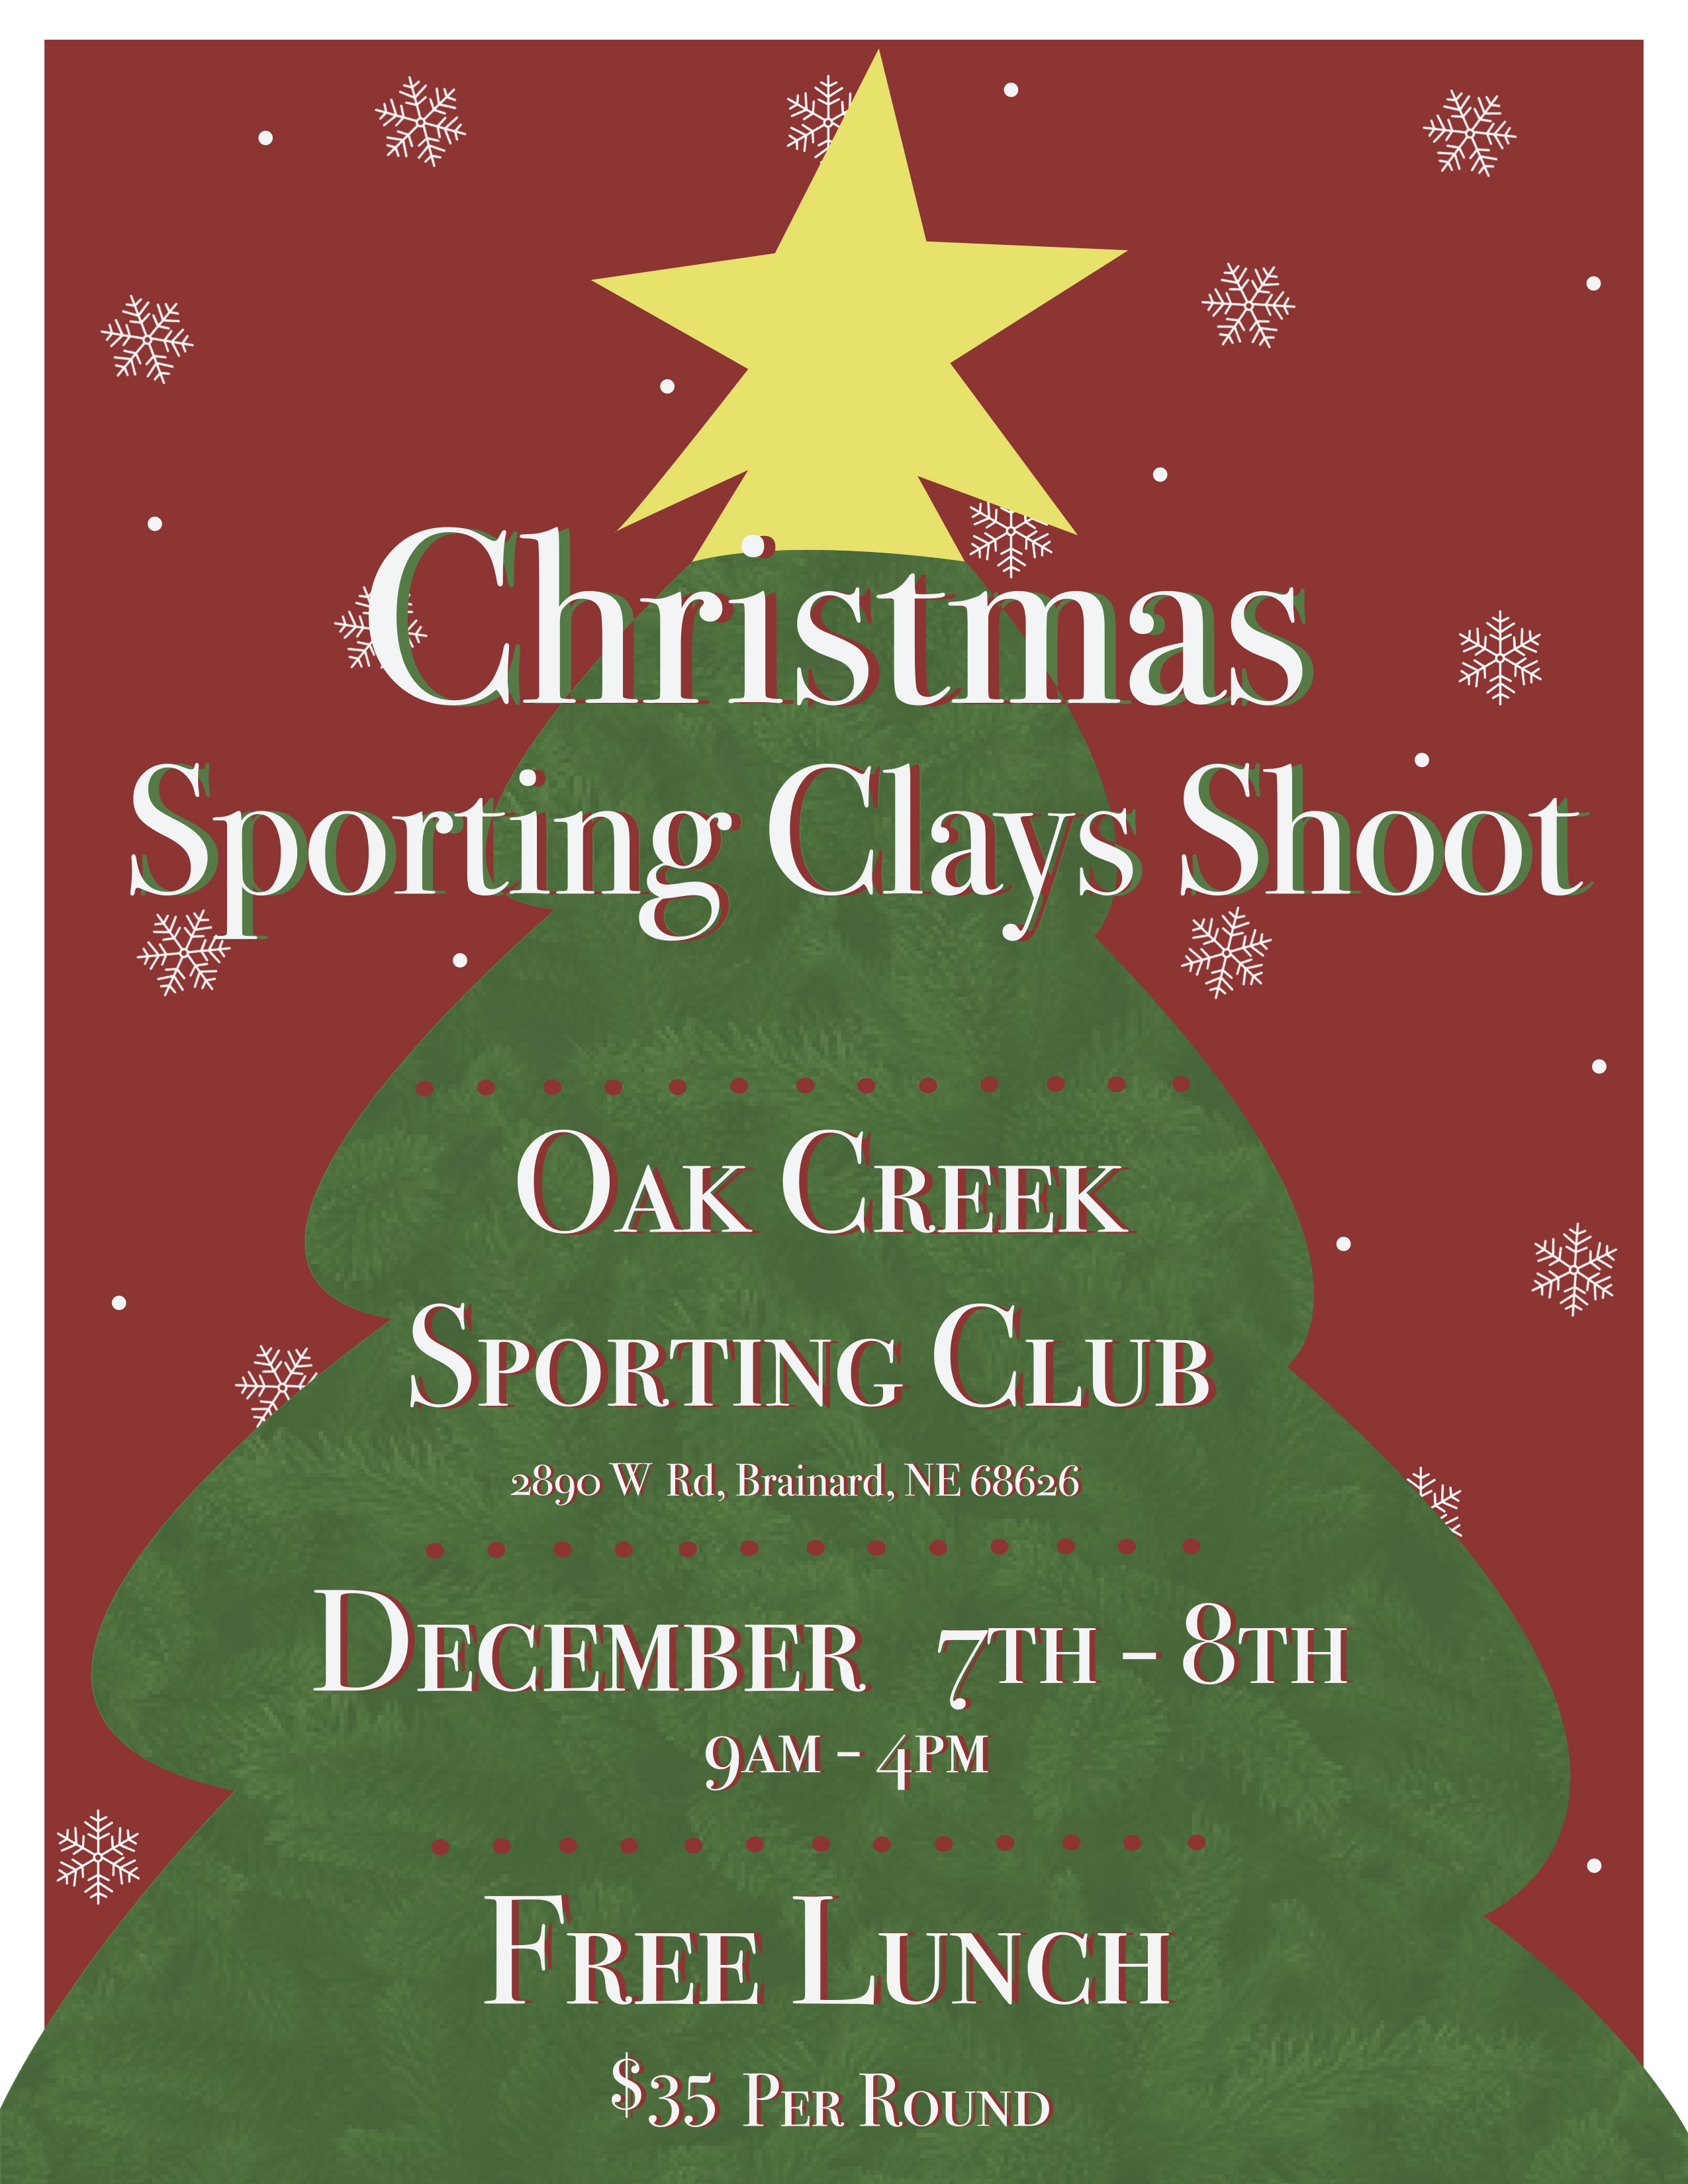 Christmas
Sporting Clays Shoot
Oak Creek
Sporting Club
2890 W Rd, Brainard, NE 68626
December 7th - 8th
9am - 4pm
Free Lunch
$35 Per Round